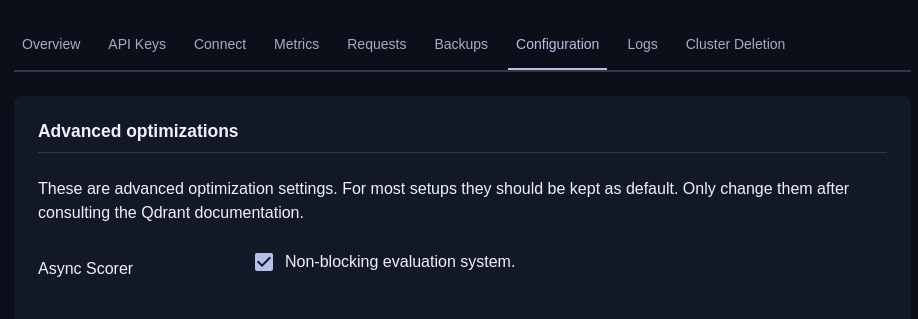 Overview API Keys Connect Metrics Requests Backups Configuration Logs Cluster Deletion
Advanced optimizations
These are advanced optimization settings. For most setups they should be kept as default. Only change them after
consulting the Qdrant documentation.
Async Scorer Non-blocking evaluation system.